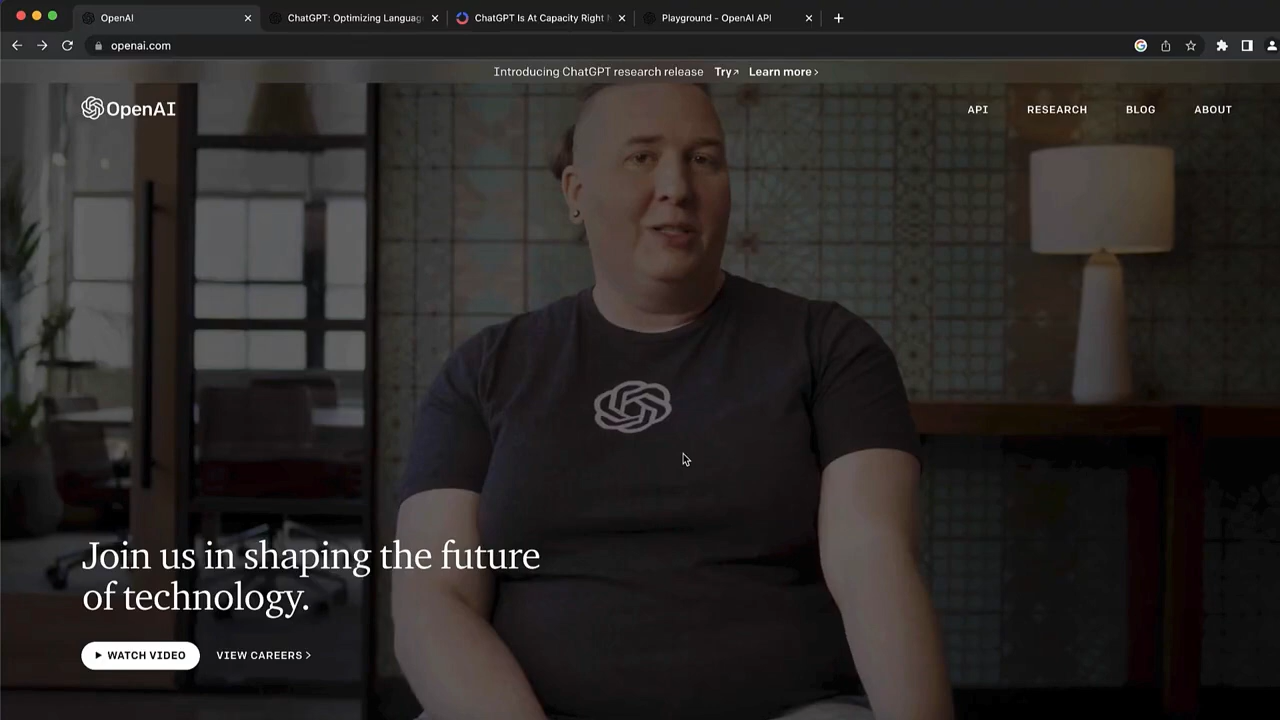 OpenAI
ChatGPT: Optimizing Languag
ChatGPT Is At Capacity Right
Playground - OpenAI API
openai.com
Introducing ChatGPT research release Try↗ Learn more >
OpenAI
API
RESEARCH
BLOG
ABOUT
Join us in shaping the future
of technology.
WATCH VIDEO
VIEW CAREERS >